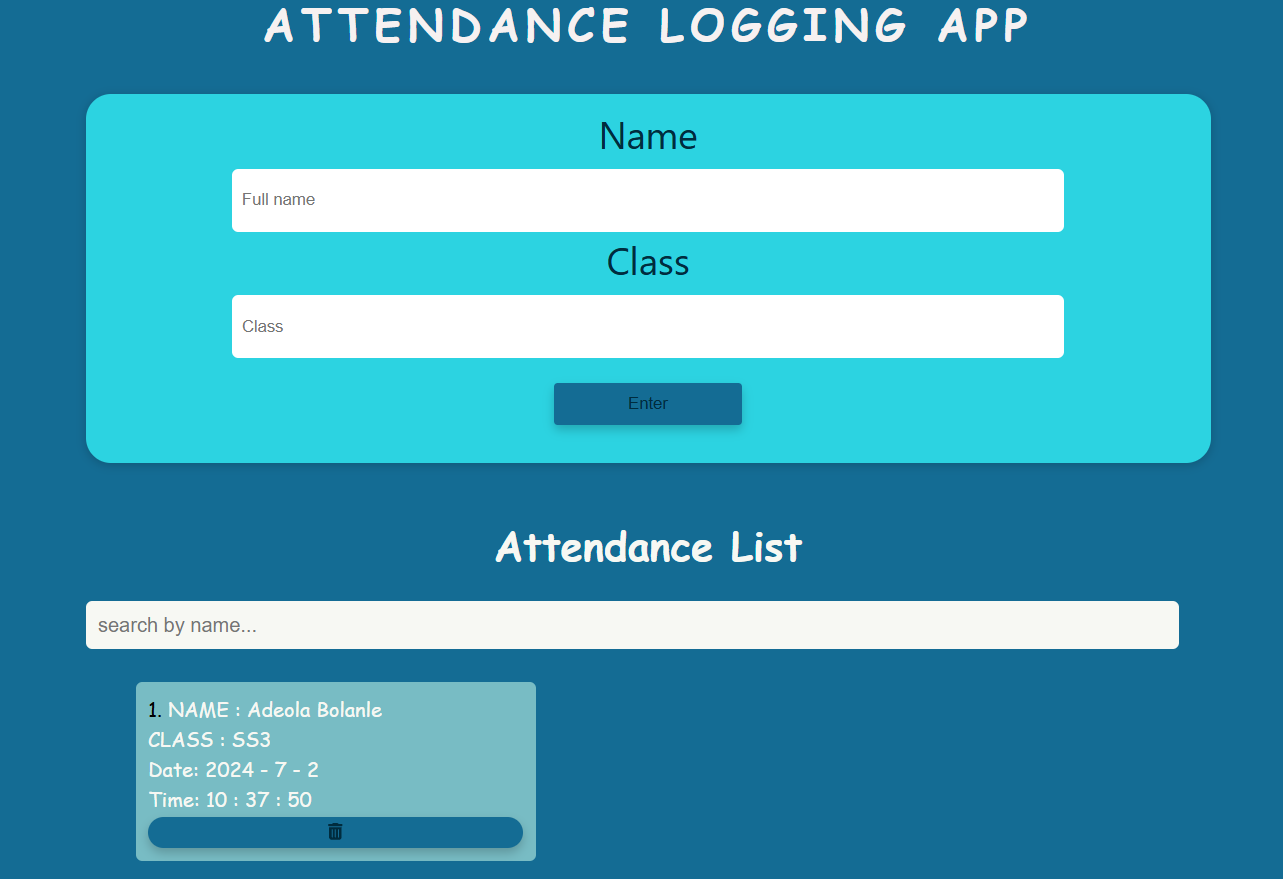 ATTENDANCE LOGGING APP
Name
Full name
Class
Class
Enter
Attendance List
search by name...
1. NAME : Adeola Bolanle
CLASS : SS3
Date: 2024 - 7 - 2
Time: 10 : 37 : 50